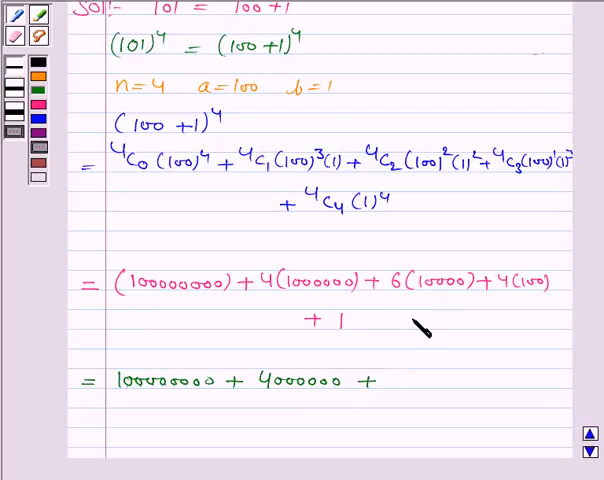 Sol:- 101 = 100+1
(101)⁴ = (100+1)⁴
n=4 a=100 b=1
(100 +1)⁴
= ⁴C₀ (100)⁴ + ⁴C₁ (100)³ (1) + ⁴C₂ (100)² (1)² + ⁴C₃ (100)¹ (1)³
+ ⁴C₄ (1)⁴
= (100000000) + 4(1000000) + 6(10000) + 4(100)
+ 1
= 100000000 + 4000000 +